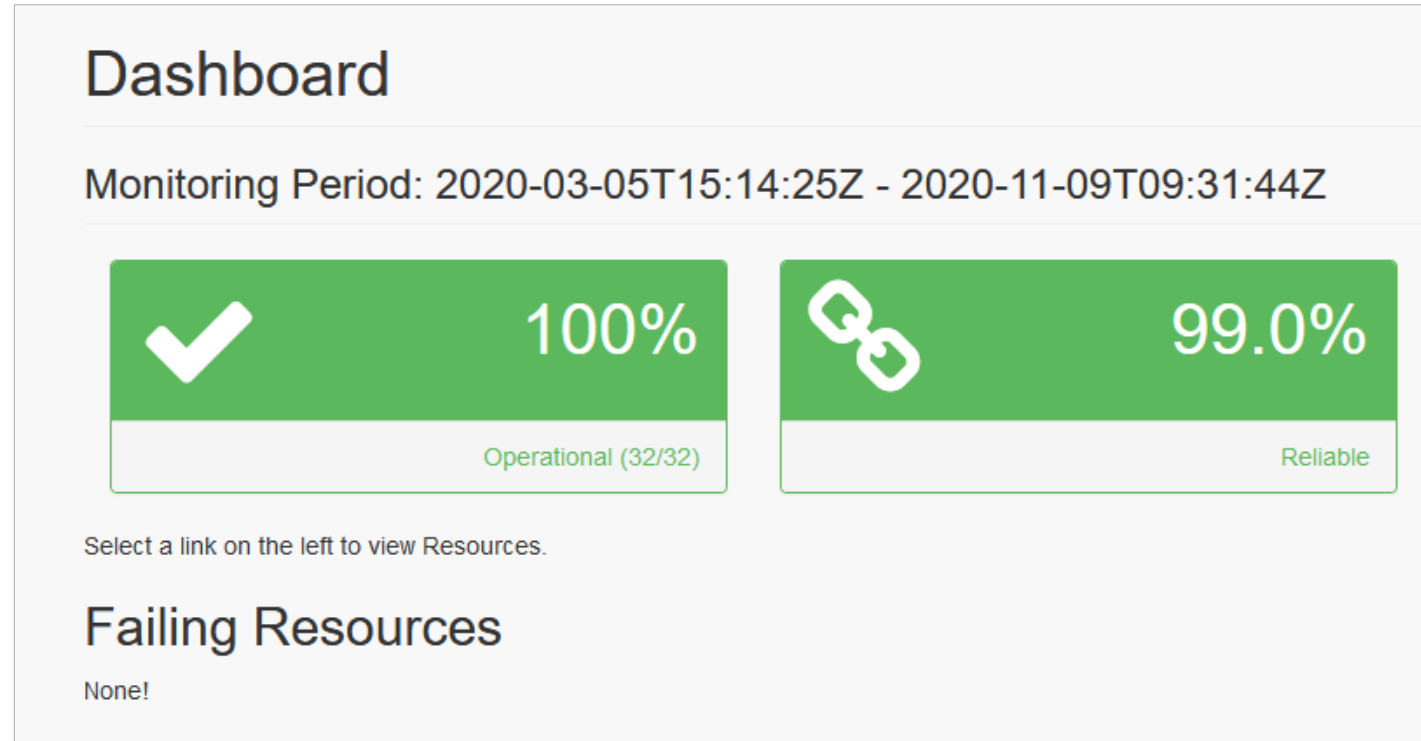 Dashboard
Monitoring Period: 2020-03-05T15:14:25Z - 2020-11-09T09:31:44Z
100%
Operational (32/32)
99.0%
Reliable
Select a link on the left to view Resources.
Failing Resources
None!